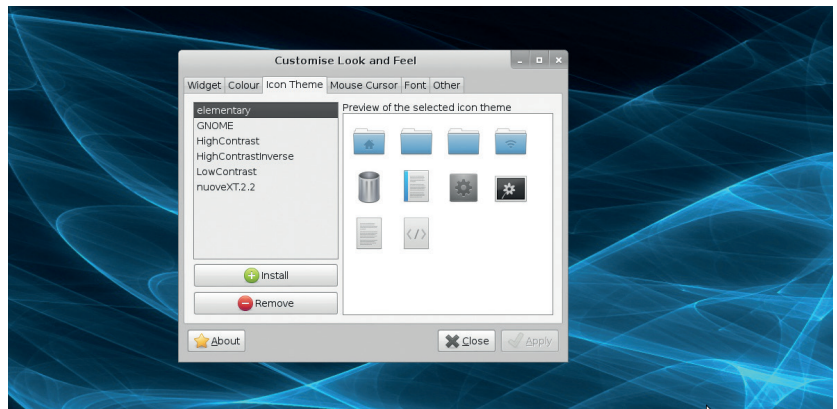 Customise Look and Feel
Widget Colour Icon Theme Mouse Cursor Font Other
elementary
GNOME
HighContrast
HighContrastInverse
LowContrast
nuoveXT.2.2
Preview of the selected icon theme
</>
Install
Remove
About
Close
Apply